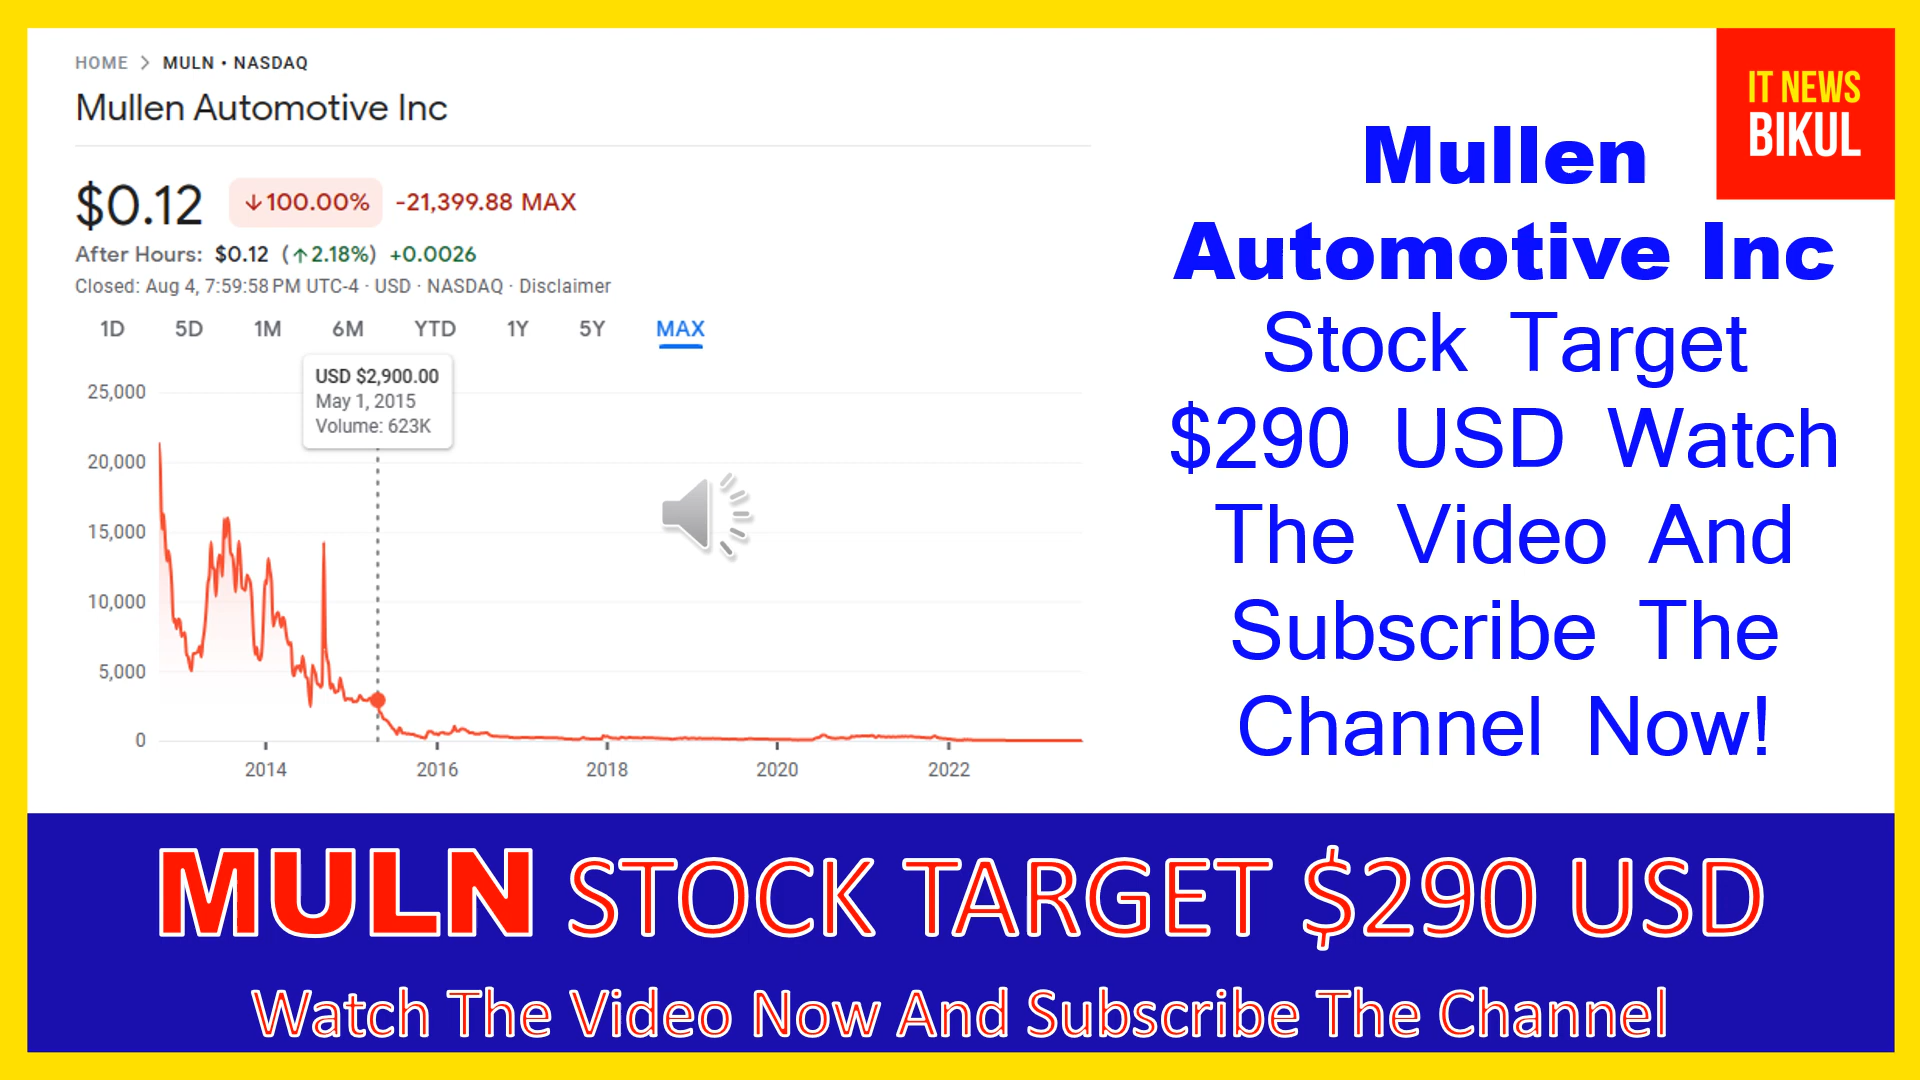 HOME > MULN • NASDAQ
Mullen Automotive Inc
$0.12 ↓100.00% -21,399.88 MAX
After Hours: $0.12 (↑2.18%) +0.0026
Closed: Aug 4, 7:59:58 PM UTC-4 · USD · NASDAQ · Disclaimer
1D 5D 1M 6M YTD 1Y 5Y MAX
USD $2,900.00
May 1, 2015
Volume: 623K
25,000
20,000
15,000
10,000
5,000
0
2014 2016 2018 2020 2022
IT NEWS
BIKUL
Mullen
Automotive Inc
Stock Target
$290 USD Watch
The Video And
Subscribe The
Channel Now!
MULN STOCK TARGET $290 USD
Watch The Video Now And Subscribe The Channel